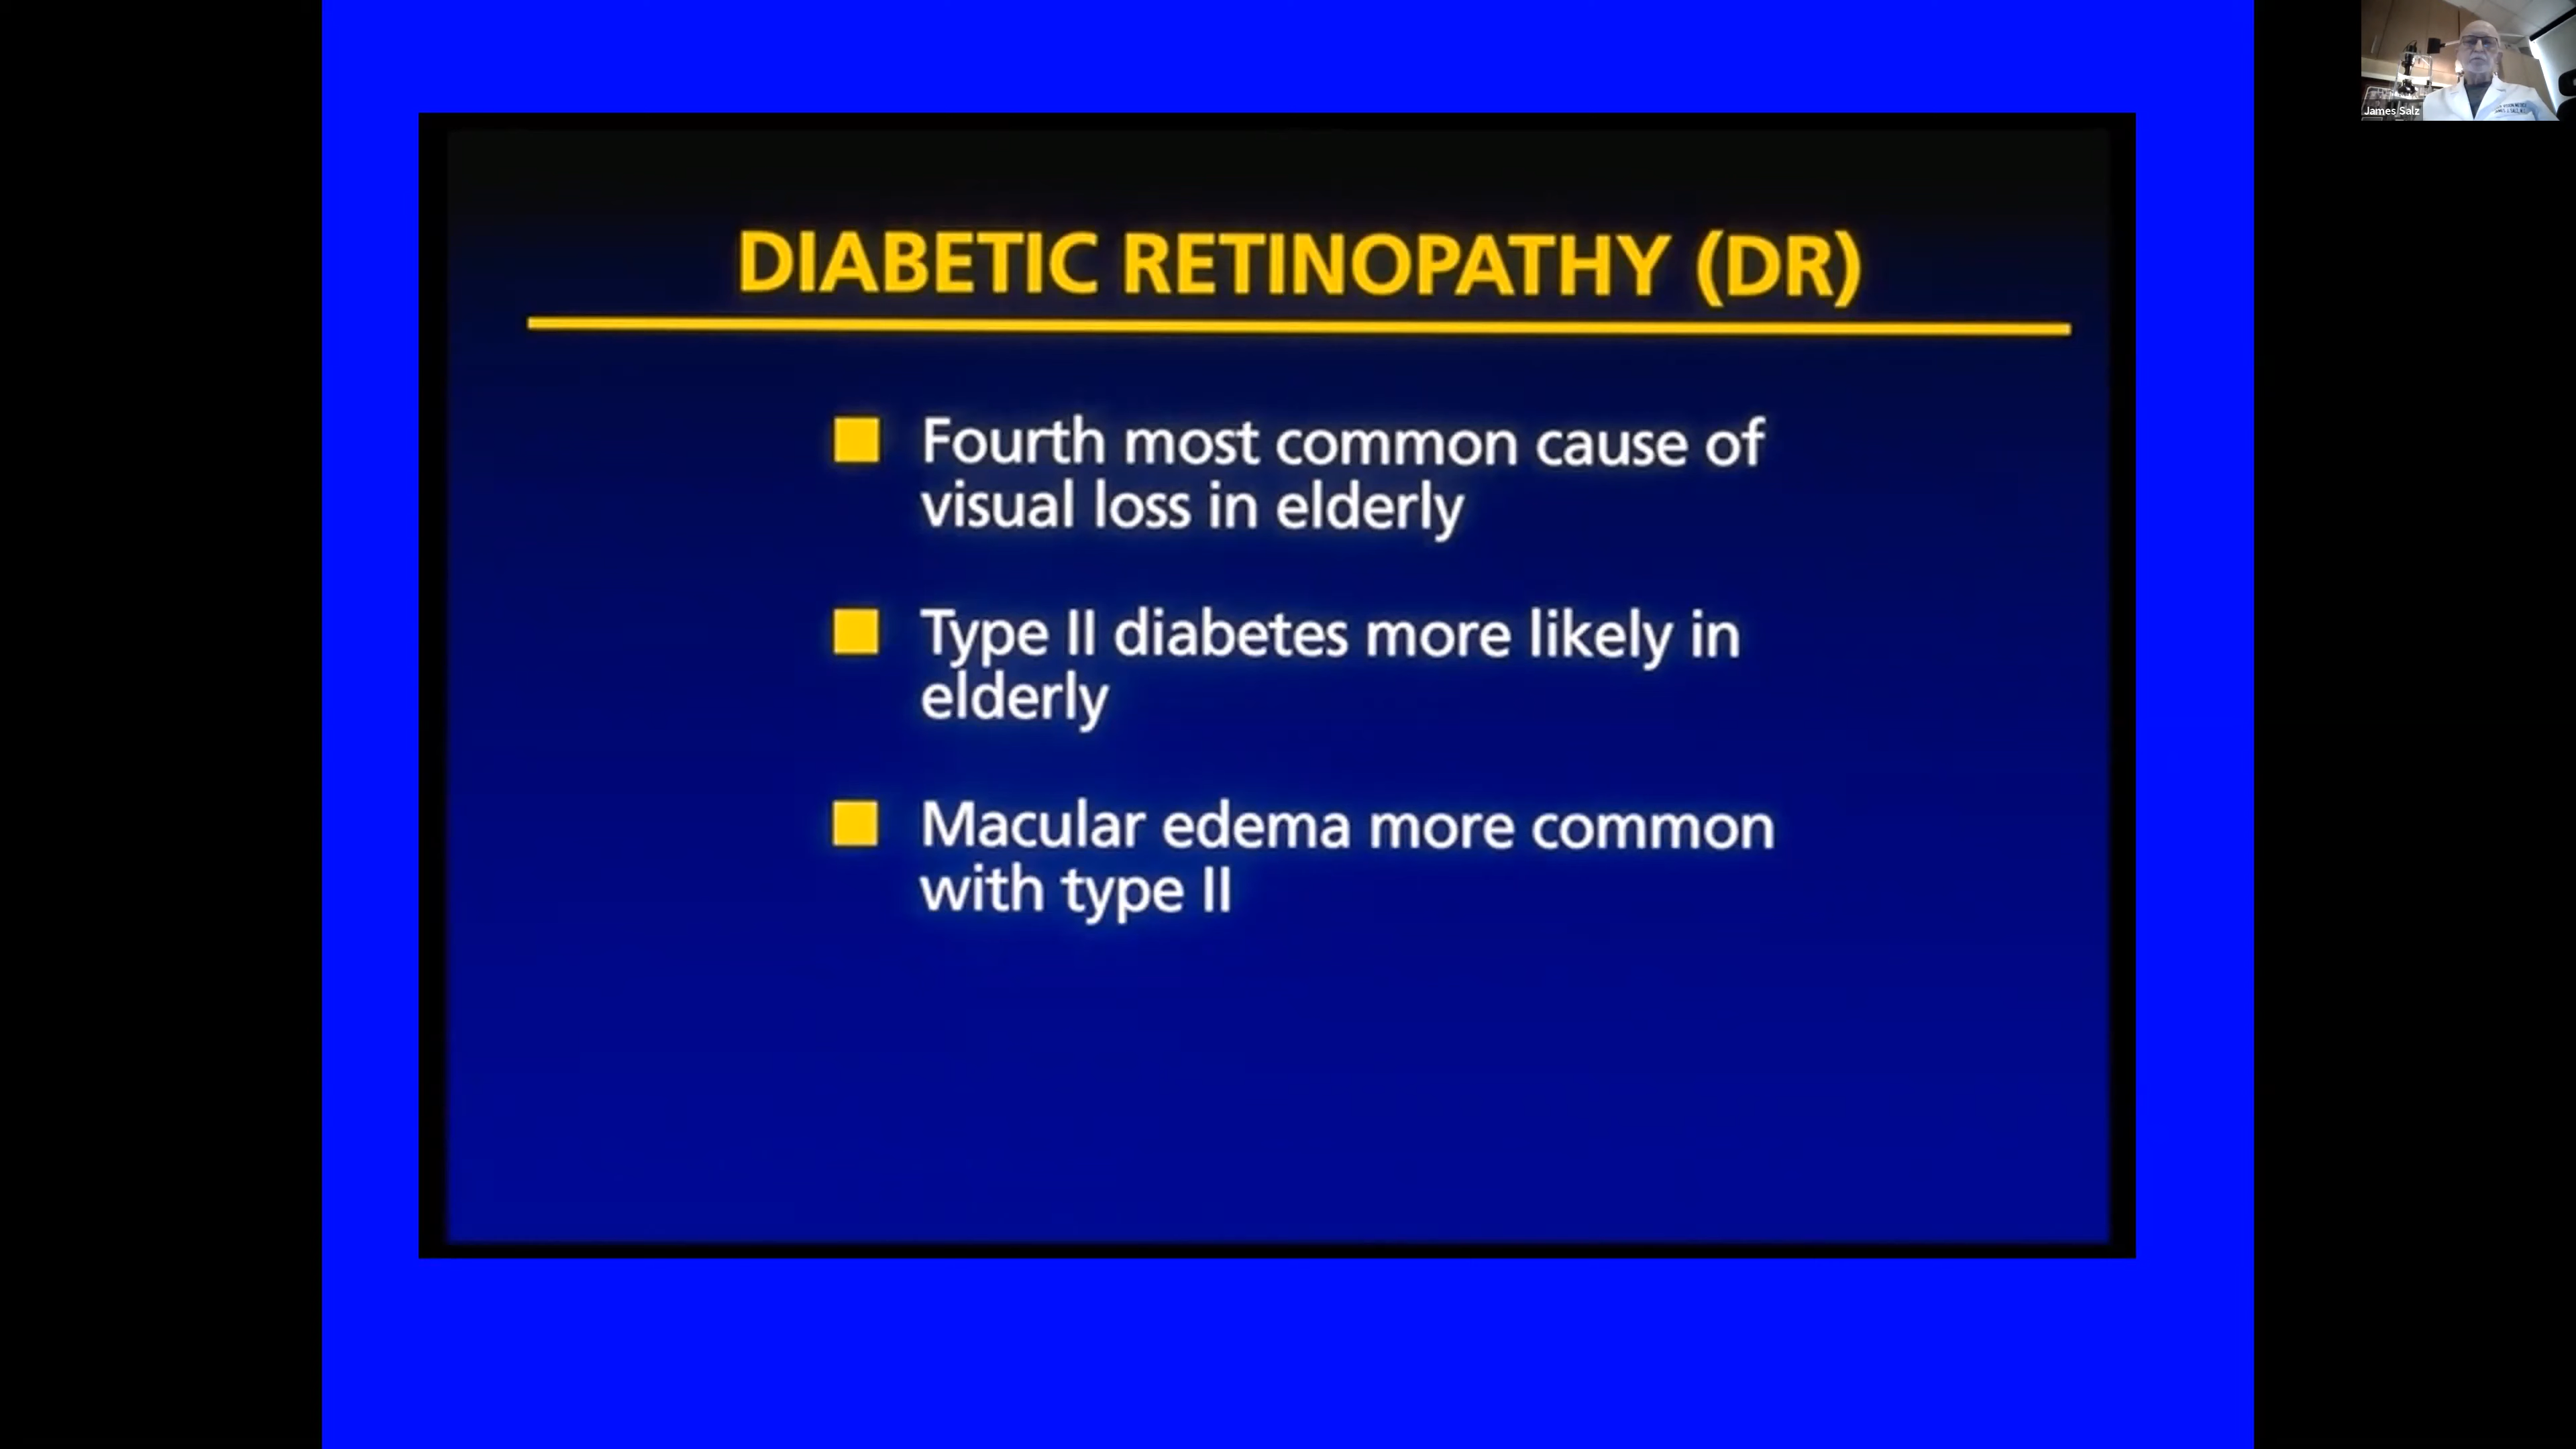 DIABETIC RETINOPATHY (DR)
Fourth most common cause of
visual loss in elderly
Type II diabetes more likely in
elderly
Macular edema more common
with type II
James Salz